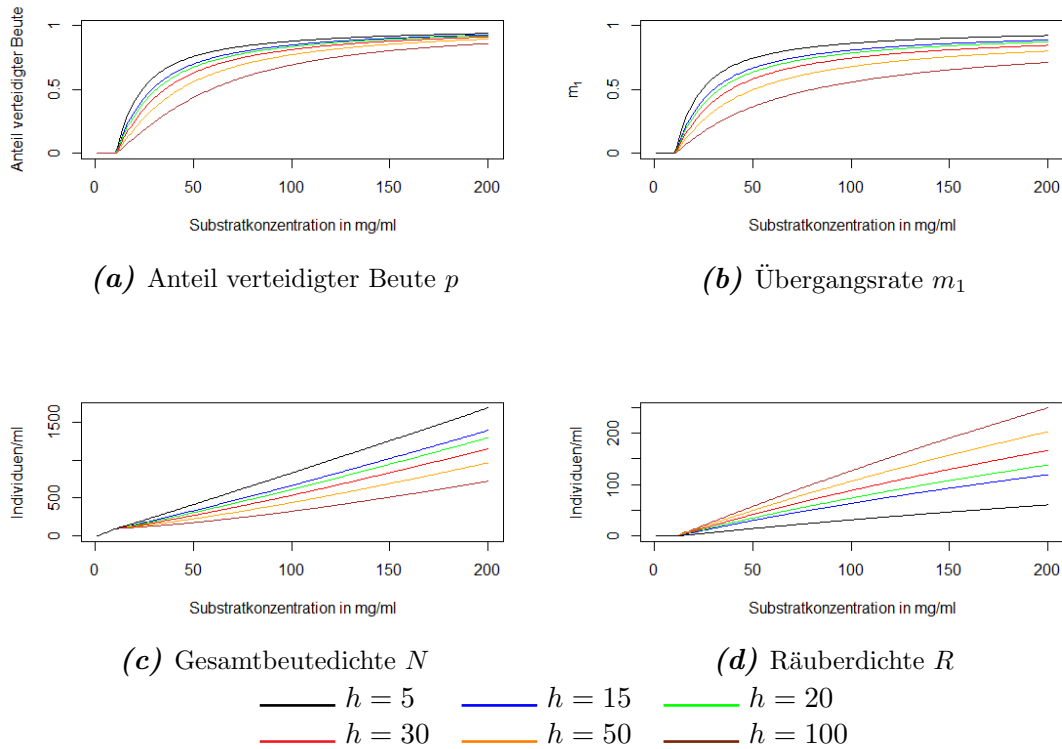 Anteil verteidigter Beute
0
0.5
1
0 50 100 150 200
Substratkonzentration in mg/ml
(a) Anteil verteidigter Beute p
m1
0
0.5
1
0 50 100 150 200
Substratkonzentration in mg/ml
(b) Übergangsrate m1
Individuen/ml
0
500
1500
0 50 100 150 200
Substratkonzentration in mg/ml
(c) Gesamtbeutedichte N
Individuen/ml
0
100
200
0 50 100 150 200
Substratkonzentration in mg/ml
(d) Räuberdichte R
h = 5 h = 15 h = 20
h = 30 h = 50 h = 100